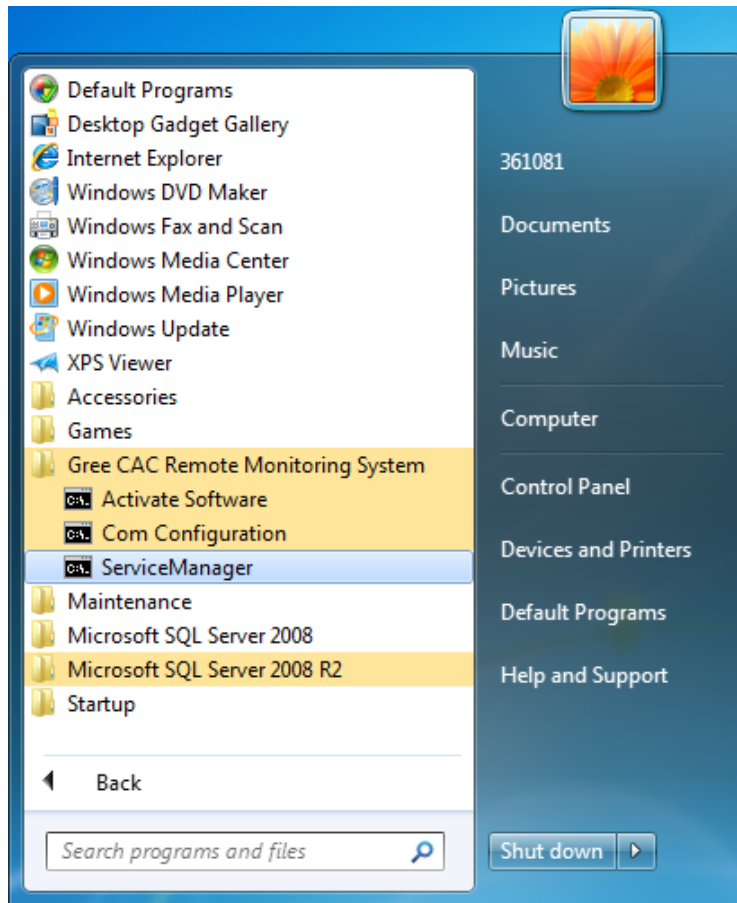 Default Programs
Desktop Gadget Gallery
Internet Explorer
Windows DVD Maker
Windows Fax and Scan
Windows Media Center
Windows Media Player
Windows Update
XPS Viewer
Accessories
Games
Gree CAC Remote Monitoring System
C:\. Activate Software
C:\. Com Configuration
C:\. ServiceManager
Maintenance
Microsoft SQL Server 2008
Microsoft SQL Server 2008 R2
Startup
Back
Search programs and files
361081
Documents
Pictures
Music
Computer
Control Panel
Devices and Printers
Default Programs
Help and Support
Shut down